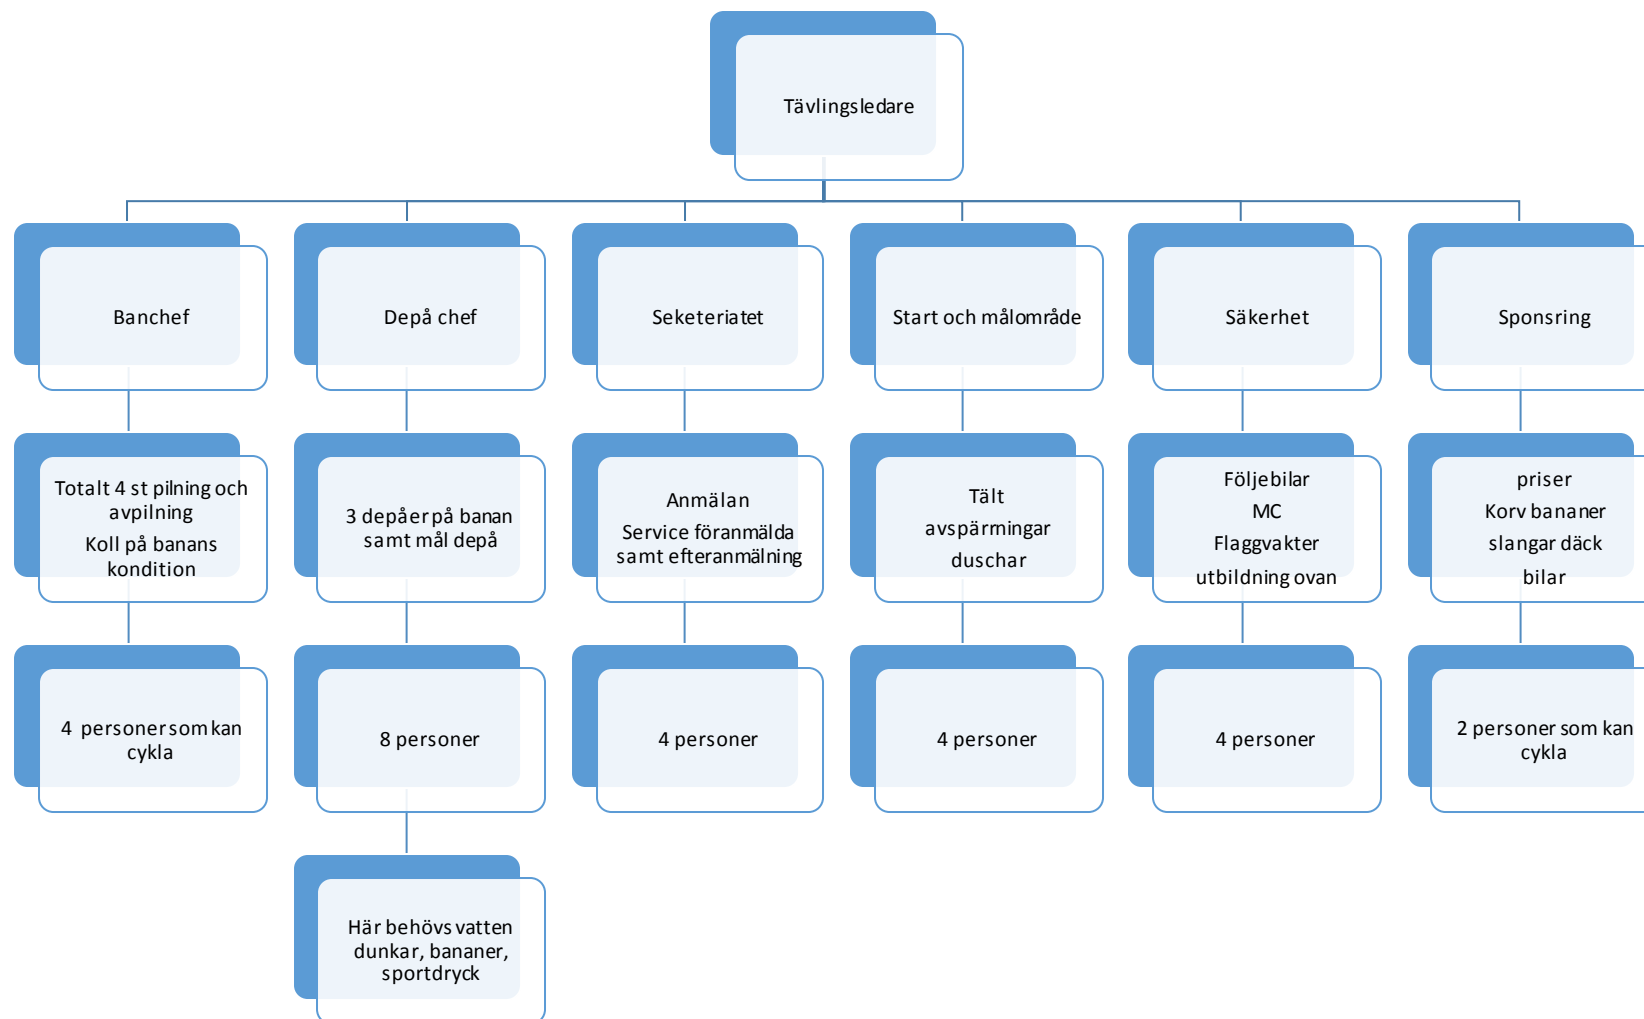 Tävlingsledare
Banchef
Depå chef
Seketeriatet
Start och målområde
Säkerhet
Sponsring
Totalt 4 st pilning och
avpilning
Koll på banans
kondition
3 depåer på banan
samt mål depå
Anmälan
Service föranmälda
samt efteranmälning
Tält
avspärrningar
duschar
Följebilar
MC
Flaggvakter
utbildning ovan
priser
Korv bananer
slangar däck
bilar
4 personer som kan
cykla
8 personer
4 personer
4 personer
4 personer
2 personer som kan
cykla
Här behövs vatten
dunkar, bananer,
sportdryck